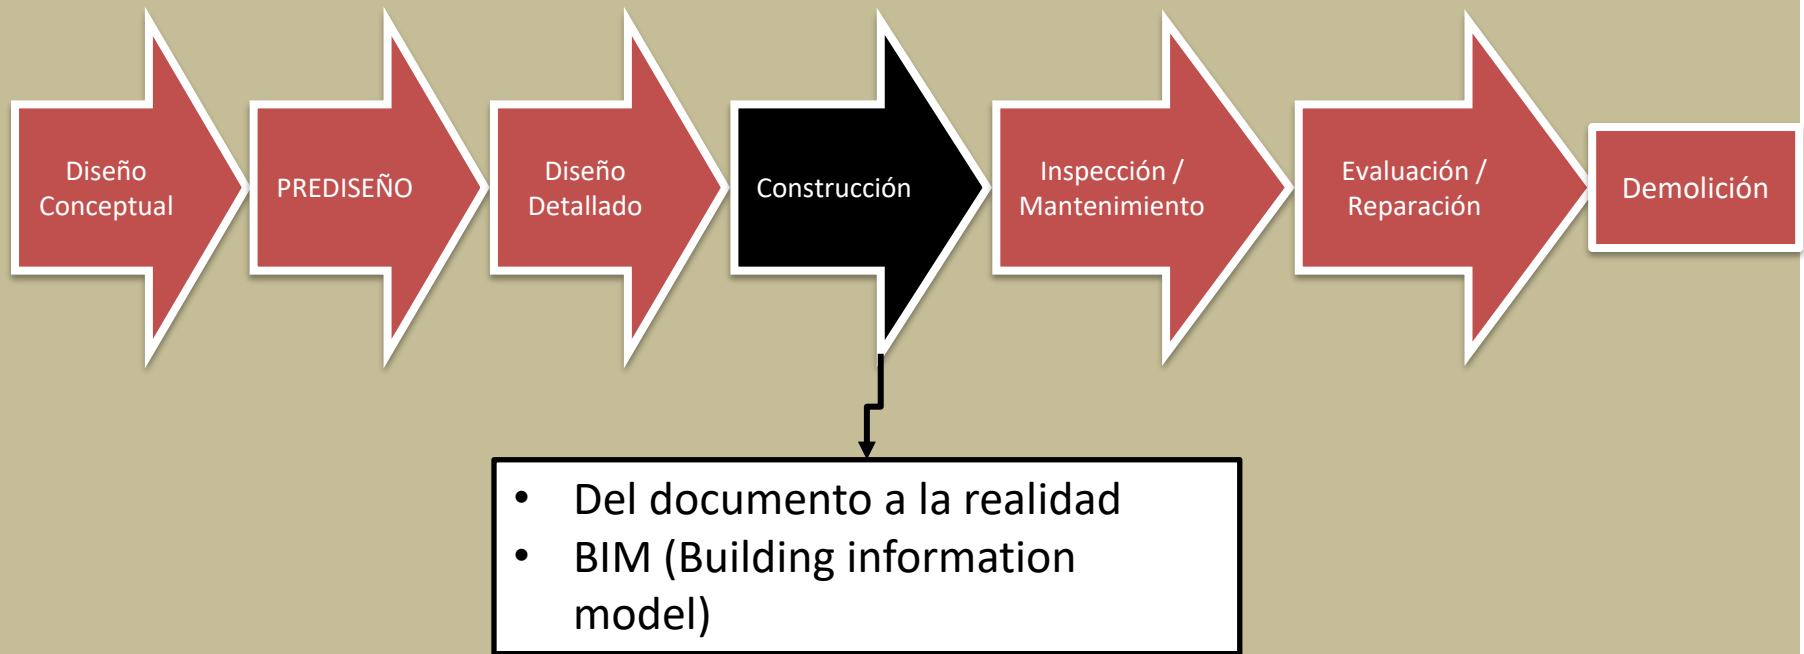 Diseño
Conceptual
PREDISEÑO
Diseño
Detallado
Construcción
Inspección /
Mantenimiento
Evaluación /
Reparación
Demolición
• Del documento a la realidad
• BIM (Building information
model)